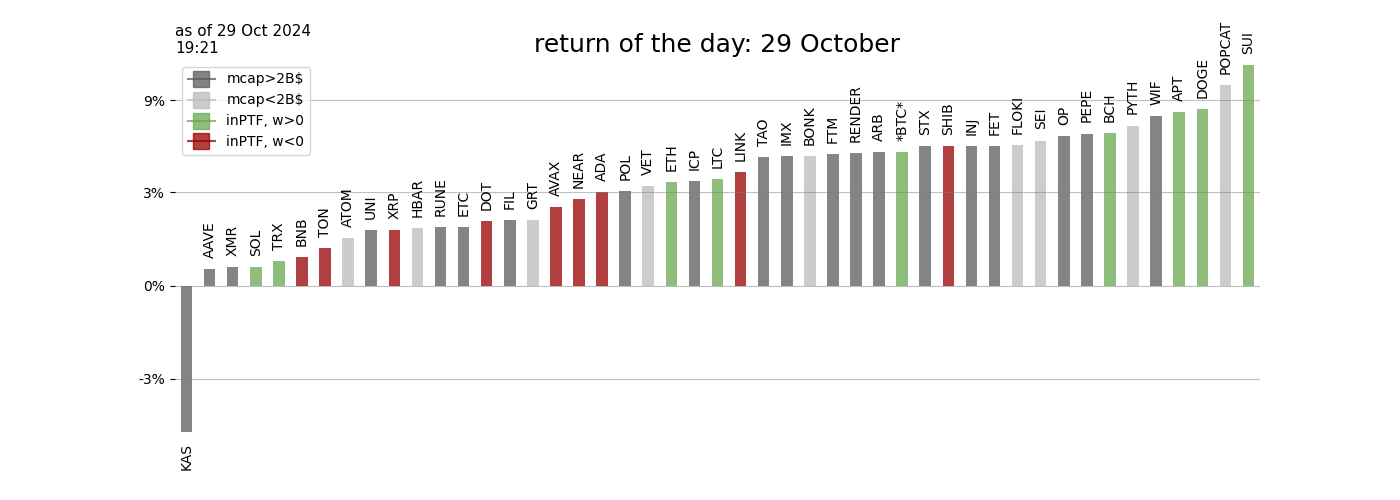 as of 29 Oct 2024
19:21
return of the day: 29 October
mcap>2B$
mcap<2B$
inPTF, w>0
inPTF, w<0
9%
3%
0%
-3%
KAS
AAVE
XMR
SOL
TRX
BNB
TON
ATOM
UNI
XRP
HBAR
RUNE
ETC
DOT
FIL
GRT
AVAX
NEAR
ADA
POL
VET
ETH
ICP
LTC
LINK
TAO
IMX
BONK
FTM
RENDER
ARB
*BTC*
STX
SHIB
INJ
FET
FLOKI
SEI
OP
PEPE
BCH
PYTH
WIF
APT
DOGE
POPCAT
SUI